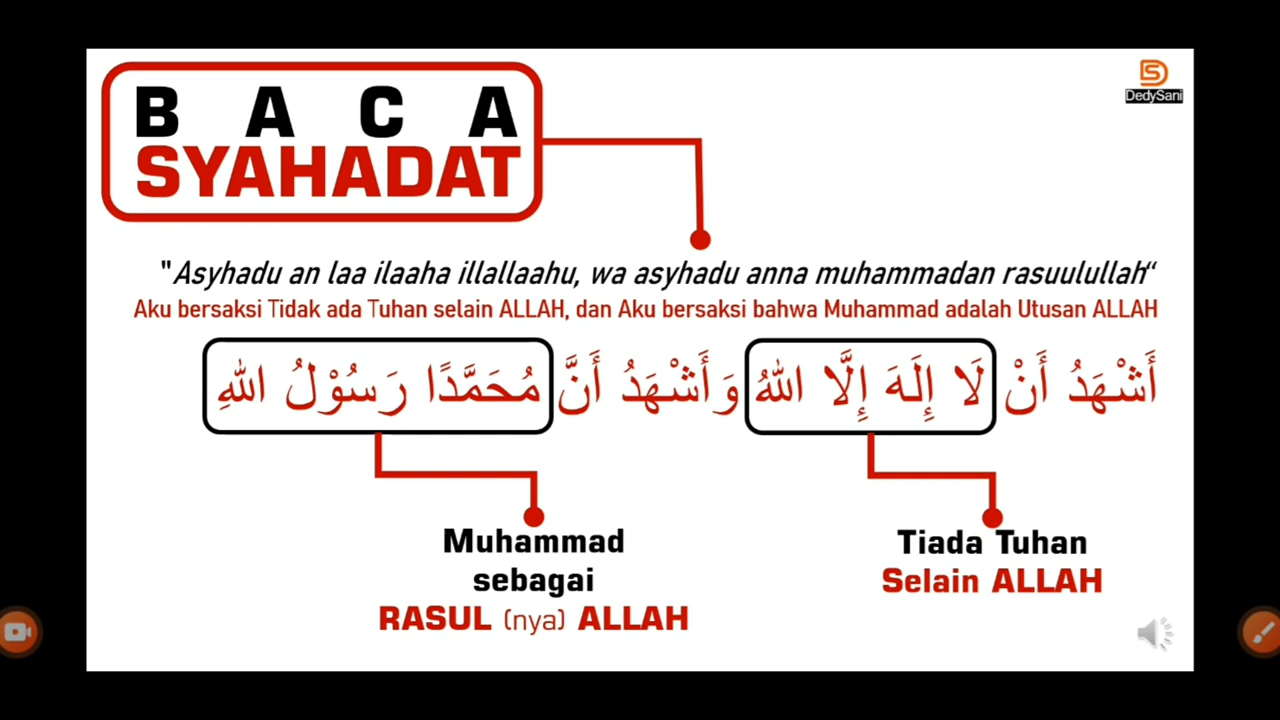 BACA
SYAHADAT
DedySani
"Asyhadu an laa ilaaha illallaahu, wa asyhadu anna muhammadan rasuulullah“
Aku bersaksi Tidak ada Tuhan selain ALLAH, dan Aku bersaksi bahwa Muhammad adalah Utusan ALLAH
أَشْهَدُ أَنْ لَا إِلَهَ إِلَّا اللهُ وَأَشْهَدُ أَنَّ مُحَمَّدًا رَسُوْلُ اللهِ
Muhammad
sebagai
RASUL (nya) ALLAH
Tiada Tuhan
Selain ALLAH